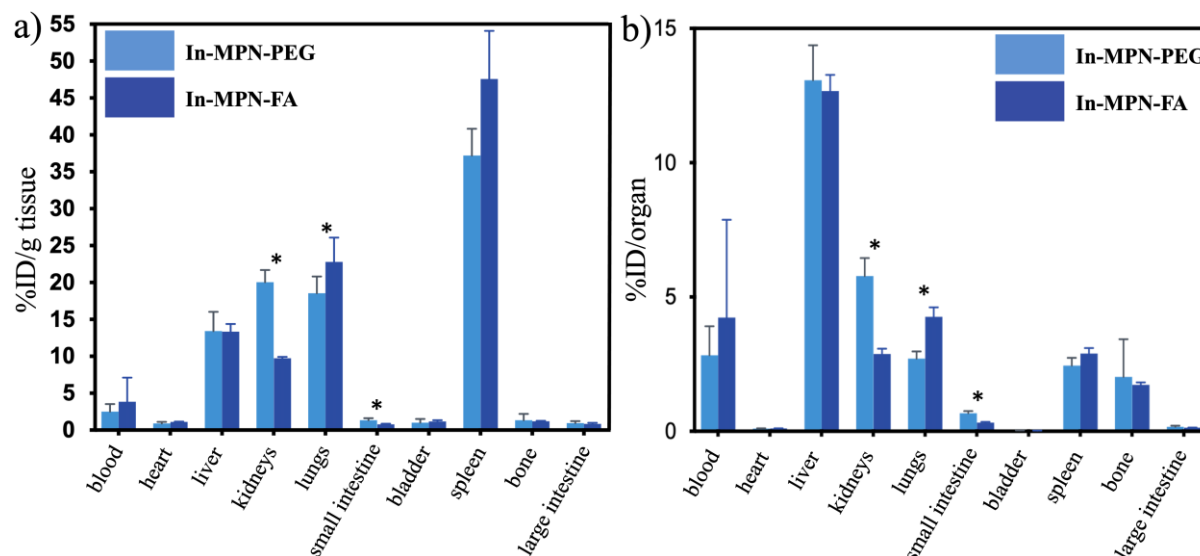 a)
In-MPN-PEG
In-MPN-FA
%ID/g tissue
55
50
45
40
35
30
25
20
15
10
5
0
*
*
*
blood
heart
liver
kidneys
lungs
small intestine
bladder
spleen
bone
large intestine
b)
In-MPN-PEG
In-MPN-FA
%ID/organ
15
10
5
0
*
*
*
blood
heart
liver
kidneys
lungs
small intestine
bladder
spleen
bone
large intestine